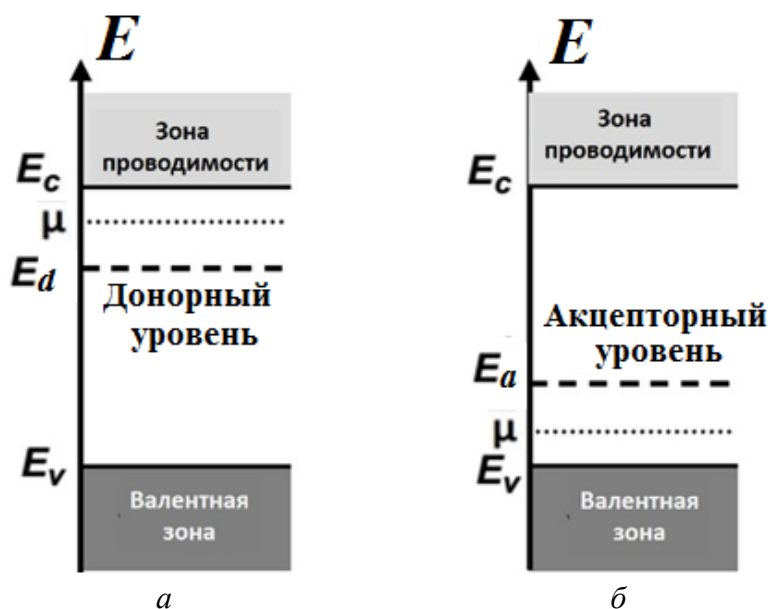 E
Зона
проводимости
E_c
μ
E_d
Донорный
уровень
E_v
Валентная
зона
а
E
Зона
проводимости
E_c
Акцепторный
уровень
E_a
μ
E_v
Валентная
зона
б